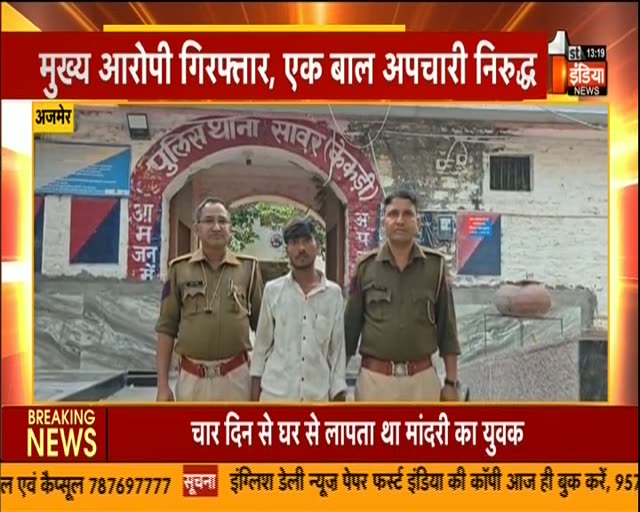 मुख्य आरोपी गिरफ्तार, एक बाल अपचारी निरुद्ध
1st
13:19
इंडिया
NEWS
अजमेर
पुलिस थाना सावर (केकड़ी)
आ
म
जन
में
अ
प
BREAKING
NEWS
चार दिन से घर से लापता था मांदरी का युवक
ल एवं कैप्सूल 787697777 सूचना इंग्लिश डेली न्यूज पेपर फर्स्ट इंडिया की कॉपी आज ही बुक करें, 957